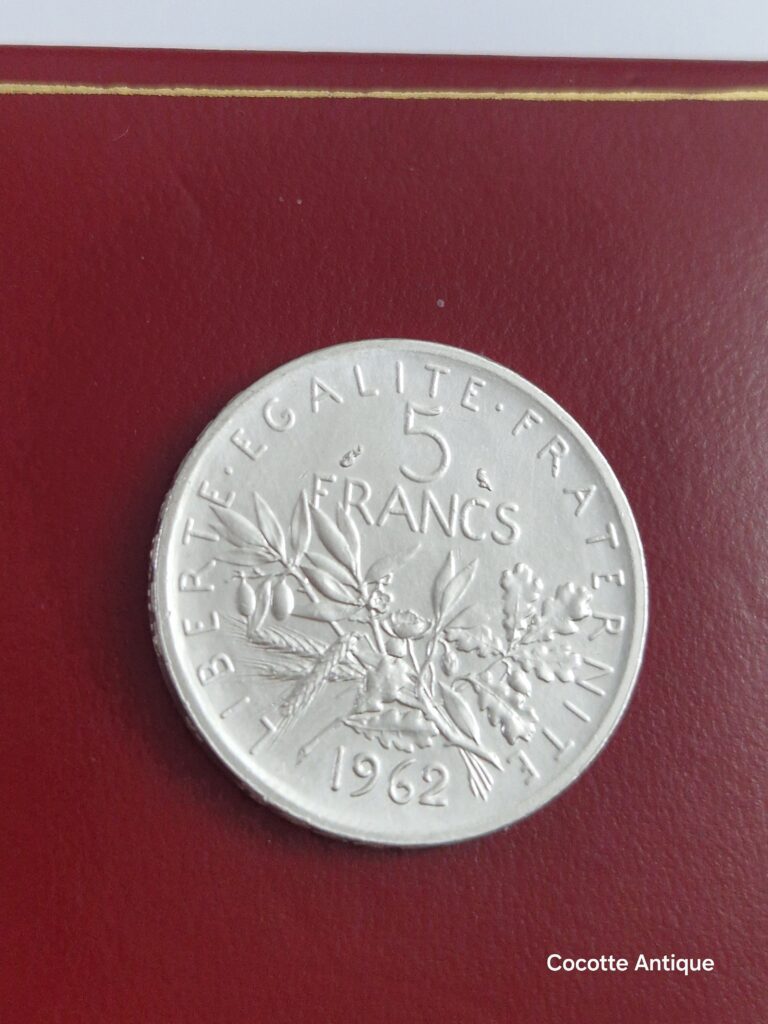 LIBERTE · EGALITE · FRATERNITE
5
FRANCS
1962
Cocotte Antique